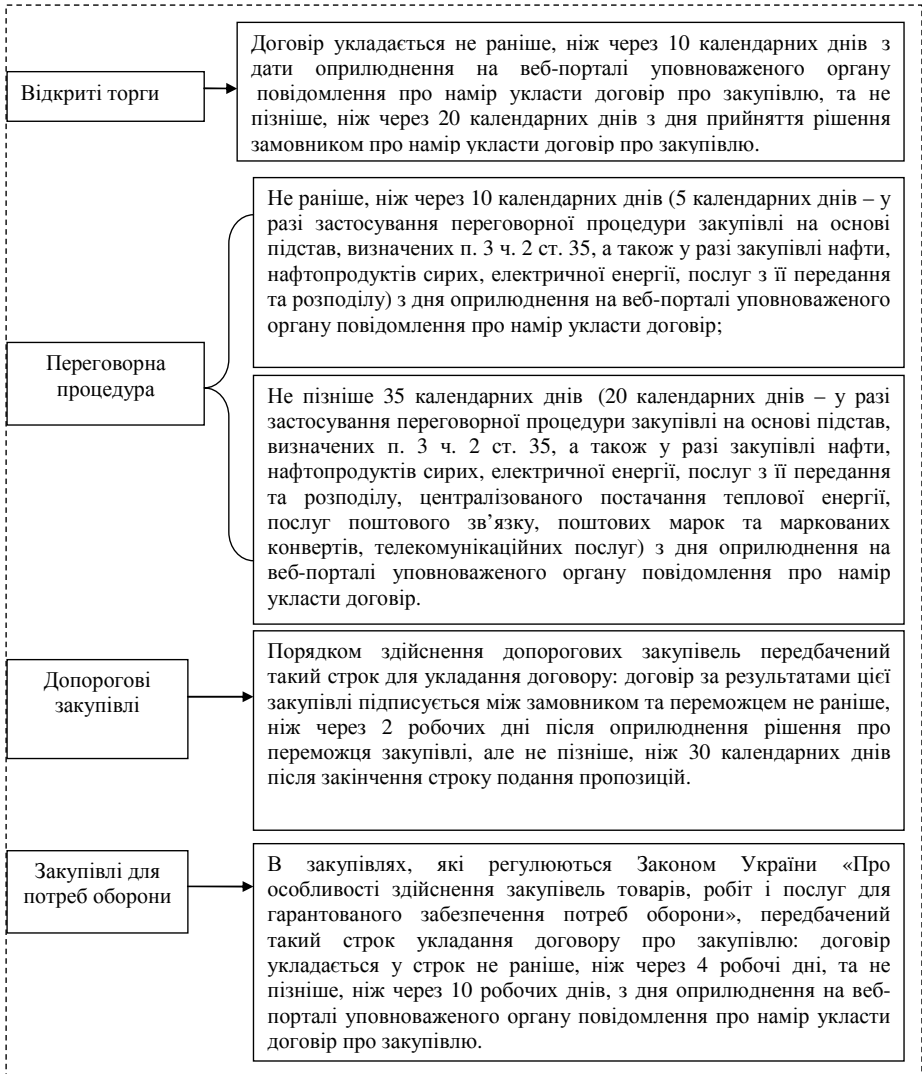 Відкриті торги
Договір укладається не раніше, ніж через 10 календарних днів з
дати оприлюднення на веб-порталі уповноваженого органу
повідомлення про намір укласти договір про закупівлю, та не
пізніше, ніж через 20 календарних днів з дня прийняття рішення
замовником про намір укласти договір про закупівлю.
Переговорна
процедура
Не раніше, ніж через 10 календарних днів (5 календарних днів – у
разі застосування переговорної процедури закупівлі на основі
підстав, визначених п. 3 ч. 2 ст. 35, а також у разі закупівлі нафти,
нафтопродуктів сирих, електричної енергії, послуг з її передання
та розподілу) з дня оприлюднення на веб-порталі уповноваженого
органу повідомлення про намір укласти договір;
Не пізніше 35 календарних днів (20 календарних днів – у разі
застосування переговорної процедури закупівлі на основі підстав,
визначених п. 3 ч. 2 ст. 35, а також у разі закупівлі нафти,
нафтопродуктів сирих, електричної енергії, послуг з її передання
та розподілу, централізованого постачання теплової енергії,
послуг поштового зв’язку, поштових марок та маркованих
конвертів, телекомунікаційних послуг) з дня оприлюднення на
веб-порталі уповноваженого органу повідомлення про намір
укласти договір.
Допорогові
закупівлі
Порядком здійснення допорогових закупівель передбачений
такий строк для укладання договору: договір за результатами цієї
закупівлі підписується між замовником та переможцем не раніше,
ніж через 2 робочих дні після оприлюднення рішення про
переможця закупівлі, але не пізніше, ніж 30 календарних днів
після закінчення строку подання пропозицій.
Закупівлі для
потреб оборони
В закупівлях, які регулюються Законом України «Про
особливості здійснення закупівель товарів, робіт і послуг для
гарантованого забезпечення потреб оборони», передбачений
такий строк укладання договору про закупівлю: договір
укладається у строк не раніше, ніж через 4 робочі дні, та не
пізніше, ніж через 10 робочих днів, з дня оприлюднення на веб-
порталі уповноваженого органу повідомлення про намір укласти
договір про закупівлю.